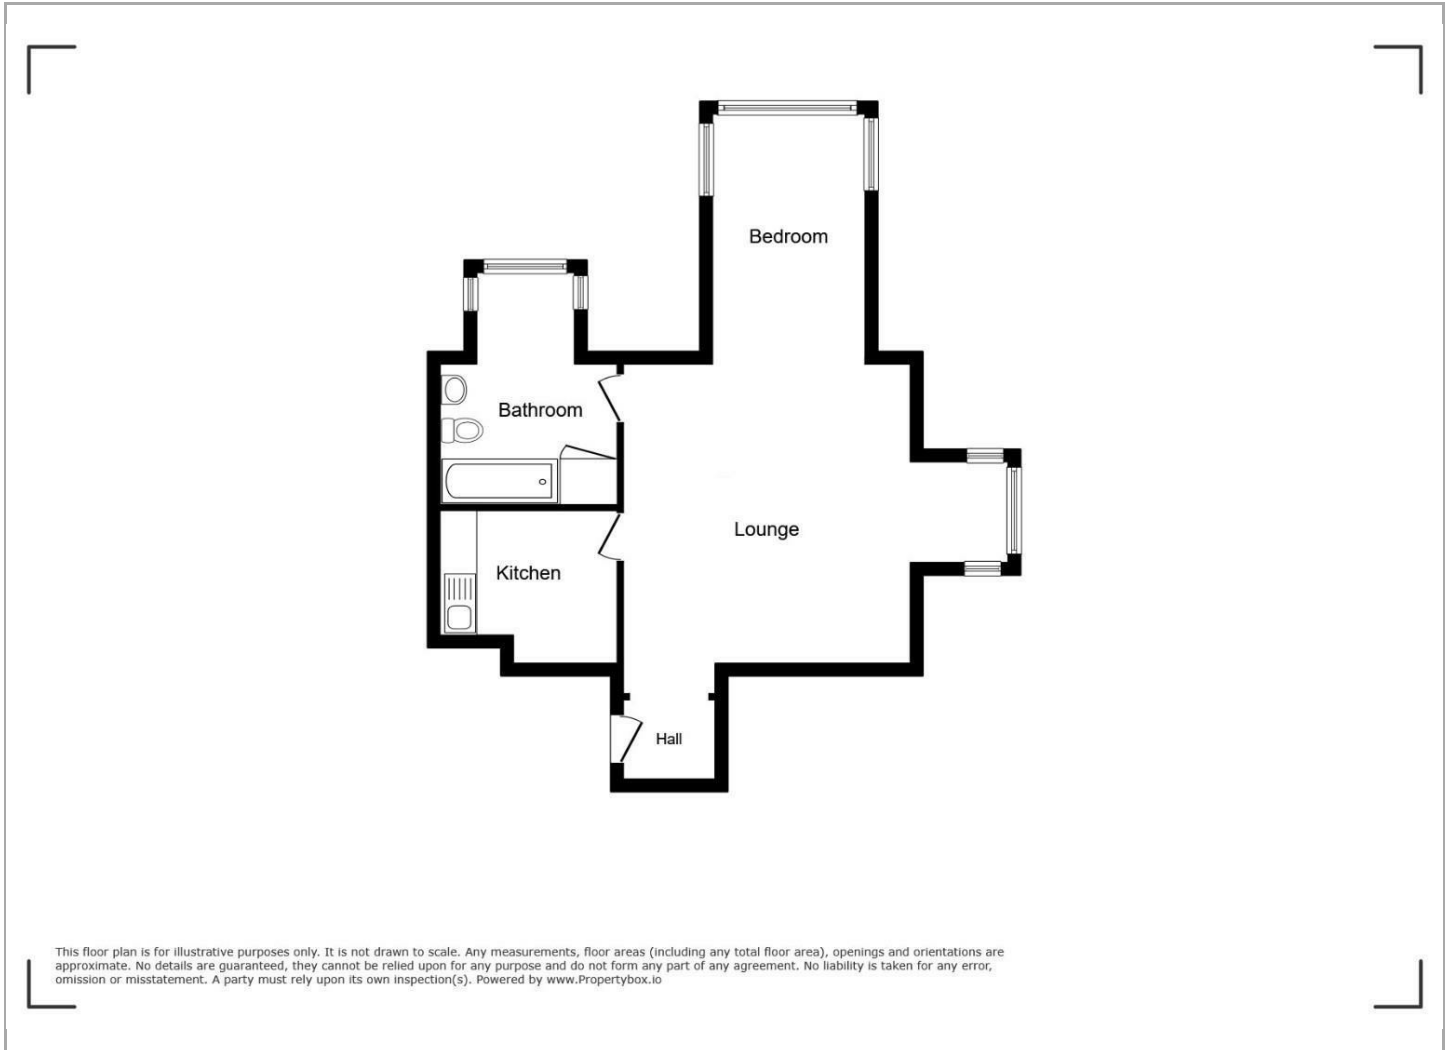 Bedroom
Bathroom
Lounge
Kitchen
Hall
This floor plan is for illustrative purposes only. It is not drawn to scale. Any measurements, floor areas (including any total floor area), openings and orientations are
approximate. No details are guaranteed, they cannot be relied upon for any purpose and do not form any part of any agreement. No liability is taken for any error,
omission or misstatement. A party must rely upon its own inspection(s). Powered by www.Propertybox.io